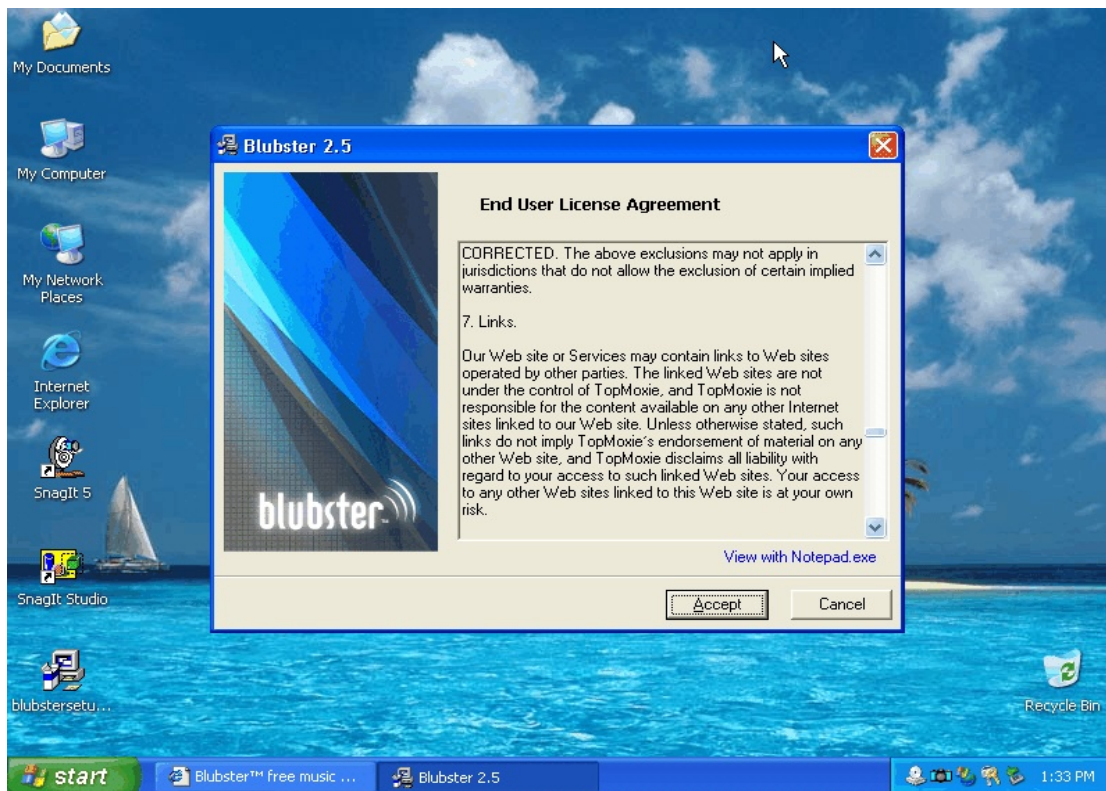 My Documents
My Computer
My Network
Places
Internet
Explorer
SnagIt 5
SnagIt Studio
blubstersetu...
Blubster 2.5
End User License Agreement
CORRECTED. The above exclusions may not apply in
jurisdictions that do not allow the exclusion of certain implied
warranties.
7. Links.
Our Web site or Services may contain links to Web sites
operated by other parties. The linked Web sites are not
under the control of TopMoxie, and TopMoxie is not
responsible for the content available on any other Internet
sites linked to our Web site. Unless otherwise stated, such
links do not imply TopMoxie's endorsement of material on any
other Web site, and TopMoxie disclaims all liability with
regard to your access to such linked Web sites. Your access
to any other Web sites linked to this Web site is at your own
risk.
blubster
View with Notepad.exe
Accept
Cancel
Recycle Bin
start
Blubster™ free music ...
Blubster 2.5
1:33 PM